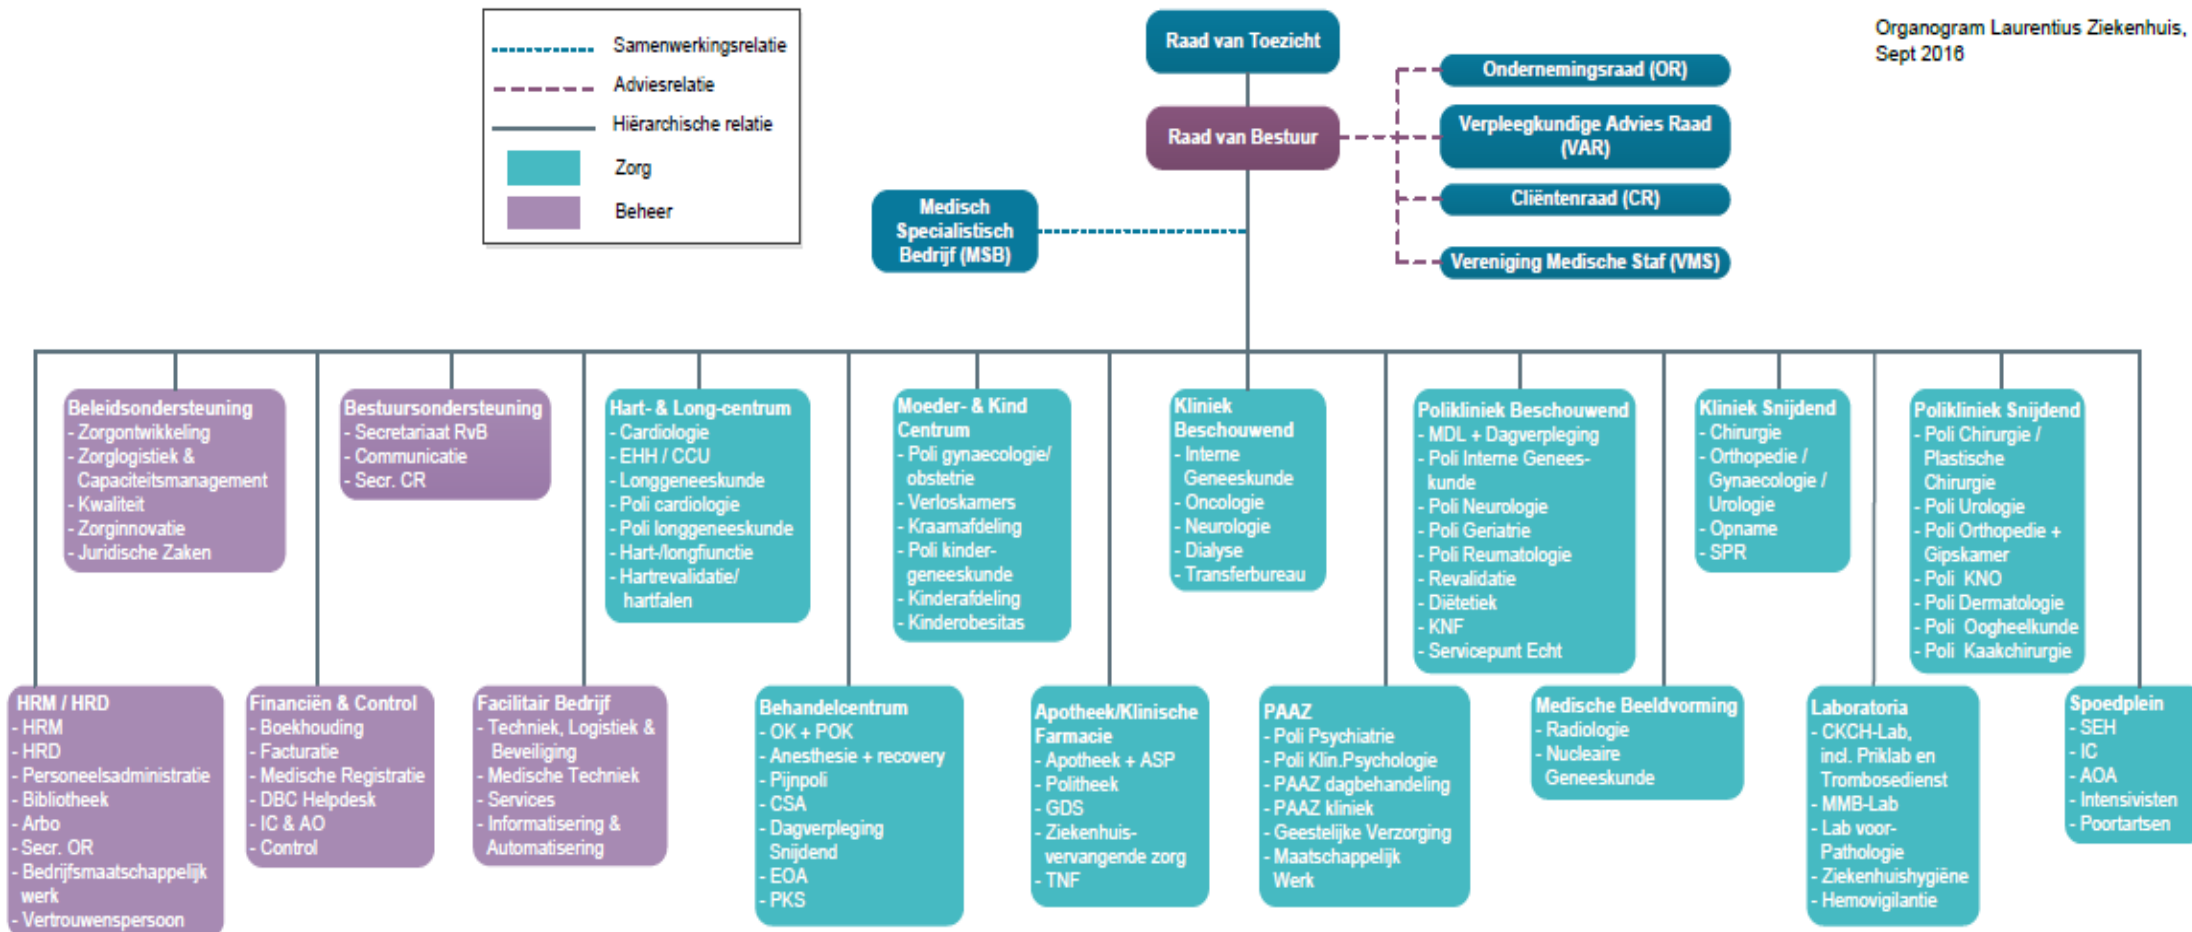 Samenwerkingsrelatie
Adviesrelatie
Hiërarchische relatie
Zorg
Beheer
Raad van Toezicht
Raad van Bestuur
Ondernemingsraad (OR)
Verpleegkundige Advies Raad
(VAR)
Cliëntenraad (CR)
Vereniging Medische Staf (VMS)
Organogram Laurentius Ziekenhuis,
Sept 2016
Medisch
Specialistisch
Bedrijf (MSB)
Beleidsondersteuning
- Zorgontwikkeling
- Zorglogistiek &
Capaciteitsmanagement
- Kwaliteit
- Zorginnovatie
- Juridische Zaken
Bestuursondersteuning
- Secretariaat RvB
- Communicatie
- Secr. CR
Hart- & Long-centrum
- Cardiologie
- EHH / CCU
- Longgeneeskunde
- Poli cardiologie
- Poli longgeneeskunde
- Hart-/longfiunctie
- Hartrevalidatie/
hartfalen
Moeder- & Kind
Centrum
- Poli gynaecologie/
obstetrie
- Verloskamers
- Kraamafdeling
- Poli kinder-
geneeskunde
- Kinderafdeling
- Kinderobesitas
Kliniek
Beschouwend
- Interne
Geneeskunde
- Oncologie
- Neurologie
- Dialyse
- Transferbureau
Polikliniek Beschouwend
- MDL + Dagverpleging
- Poli Interne Genees-
kunde
- Poli Neurologie
- Poli Geriatrie
- Poli Reumatologie
- Revalidatie
- Diëtetiek
- KNF
- Servicepunt Echt
Kliniek Snijdend
- Chirurgie
- Orthopedie /
Gynaecologie /
Urologie
- Opname
- SPR
Polikliniek Snijdend
- Poli Chirurgie /
Plastische
Chirurgie
- Poli Urologie
- Poli Orthopedie +
Gipskamer
- Poli KNO
- Poli Dermatologie
- Poli Oogheelkunde
- Poli Kaakchirurgie
HRM / HRD
- HRM
- HRD
- Personeelsadministratie
- Bibliotheek
- Arbo
- Secr. OR
- Bedrijfsmaatschappelijk
werk
- Vertrouwenspersoon
Financiën & Control
- Boekhouding
- Facturatie
- Medische Registratie
- DBC Helpdesk
- IC & AO
- Control
Facilitair Bedrijf
- Techniek, Logistiek &
Beveiliging
- Medische Techniek
- Services
- Informatisering &
Automatisering
Behandelcentrum
- OK + POK
- Anesthesie + recovery
- Pijnpoli
- CSA
- Dagverpleging
Snijdend
- EOA
- PKS
Apotheek/Klinische
Farmacie
- Apotheek + ASP
- Politheek
- GDS
- Ziekenhuis-
vervangende zorg
- TNF
PAAZ
- Poli Psychiatrie
- Poli Klin.Psychologie
- PAAZ dagbehandeling
- PAAZ kliniek
- Geestelijke Verzorging
- Maatschappelijk
Werk
Medische Beeldvorming
- Radiologie
- Nucleaire
Geneeskunde
Laboratoria
- CKCH-Lab,
incl. Priklab en
Trombosedienst
- MMB-Lab
- Lab voor-
Pathologie
- Ziekenhuishygiëne
- Hemovigilantie
Spoedplein
- SEH
- IC
- AOA
- Intensivisten
- Poortartsen